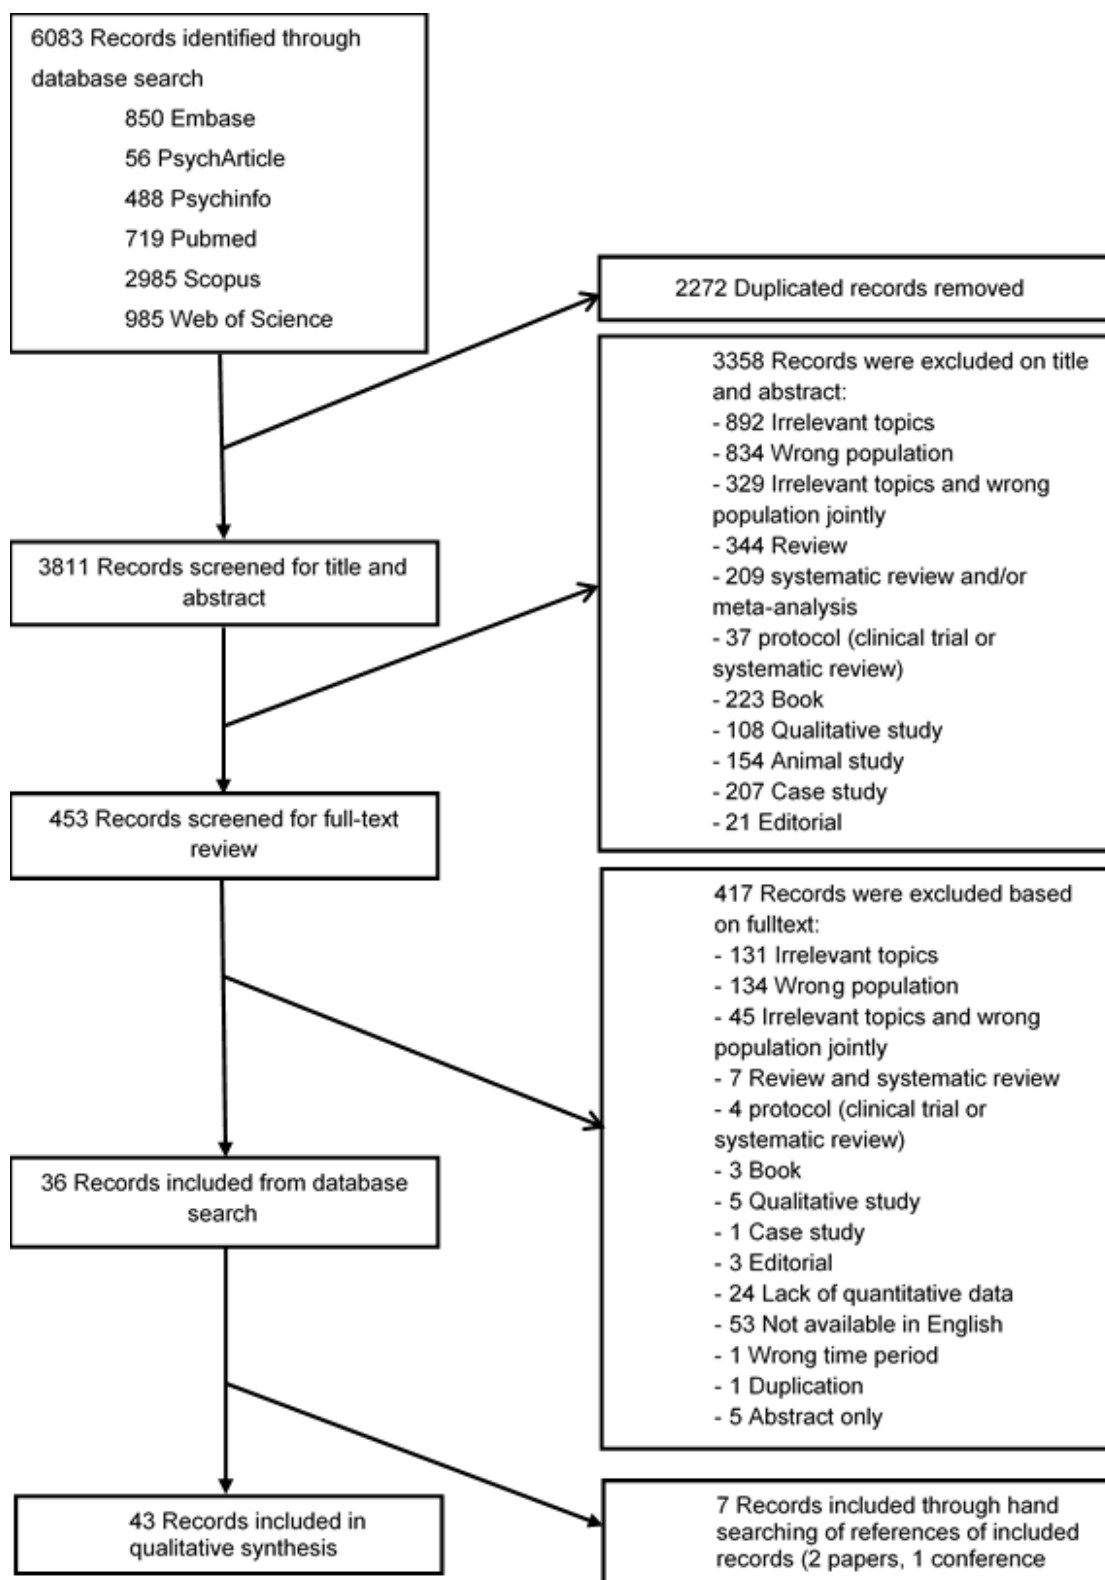 6083 Records identified through
database search
850 Embase
56 PsychArticle
488 Psychinfo
719 Pubmed
2985 Scopus
985 Web of Science
2272 Duplicated records removed
3811 Records screened for title and
abstract
3358 Records were excluded on title
and abstract:
- 892 Irrelevant topics
- 834 Wrong population
- 329 Irrelevant topics and wrong
population jointly
- 344 Review
- 209 systematic review and/or
meta-analysis
- 37 protocol (clinical trial or
systematic review)
- 223 Book
- 108 Qualitative study
- 154 Animal study
- 207 Case study
- 21 Editorial
453 Records screened for full-text
review
417 Records were excluded based
on fulltext:
- 131 Irrelevant topics
- 134 Wrong population
- 45 Irrelevant topics and wrong
population jointly
- 7 Review and systematic review
- 4 protocol (clinical trial or
systematic review)
- 3 Book
- 5 Qualitative study
- 1 Case study
- 3 Editorial
- 24 Lack of quantitative data
- 53 Not available in English
- 1 Wrong time period
- 1 Duplication
- 5 Abstract only
36 Records included from database
search
7 Records included through hand
searching of references of included
records (2 papers, 1 conference
43 Records included in
qualitative synthesis